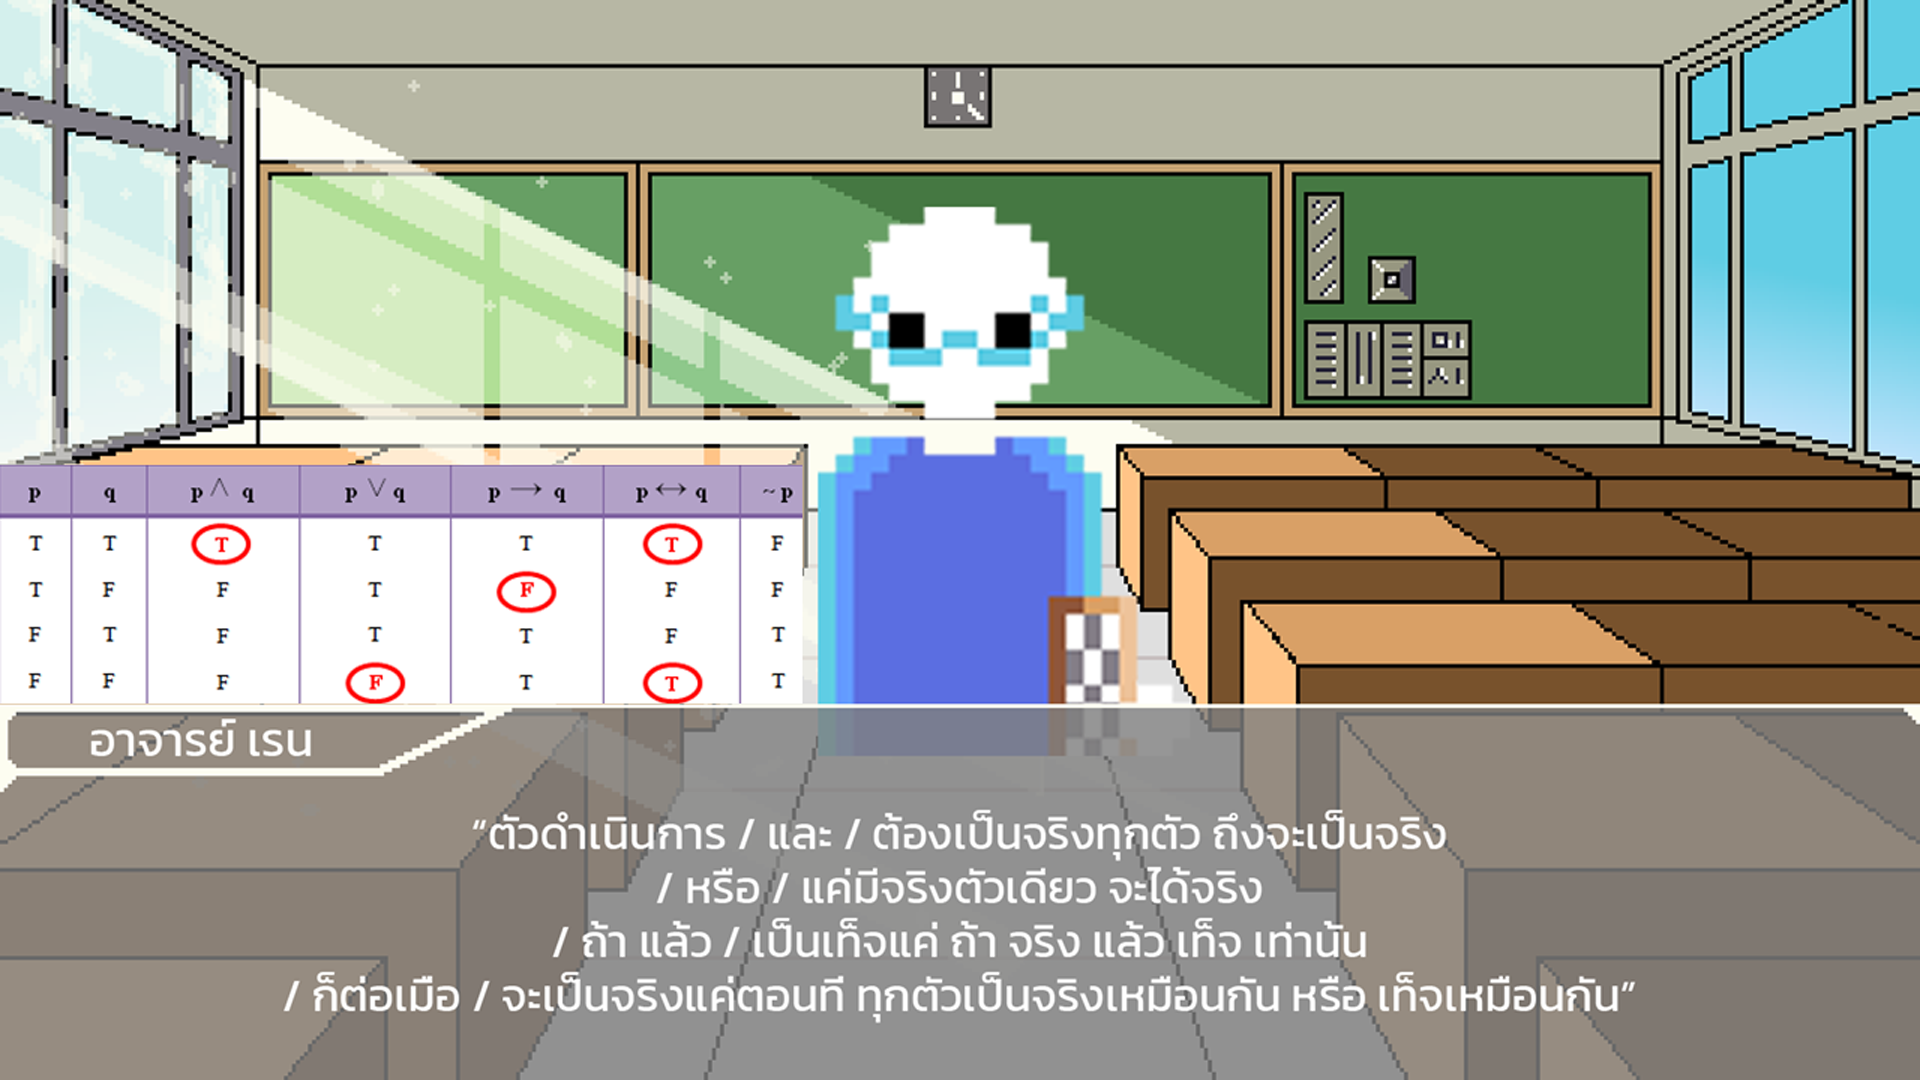 p q p ∧ q p ∨ q p → q p ↔ q ~p
T T T T T T F
T F F T F F F
F T F T T F T
F F F F T T T
อาจารย์ เรน
“ตัวดำเนินการ / และ / ต้องเป็นจริงทุกตัว ถึงจะเป็นจริง
/ หรือ / แค่มีจริงตัวเดียว จะได้จริง
/ ถ้า แล้ว / เป็นเท็จแค่ ถ้า จริง แล้ว เท็จ เท่านั้น
/ ก็ต่อเมือ / จะเป็นจริงแค่ตอนที ทุกตัวเป็นจริงเหมือนกัน หรือ เท็จเหมือนกัน”